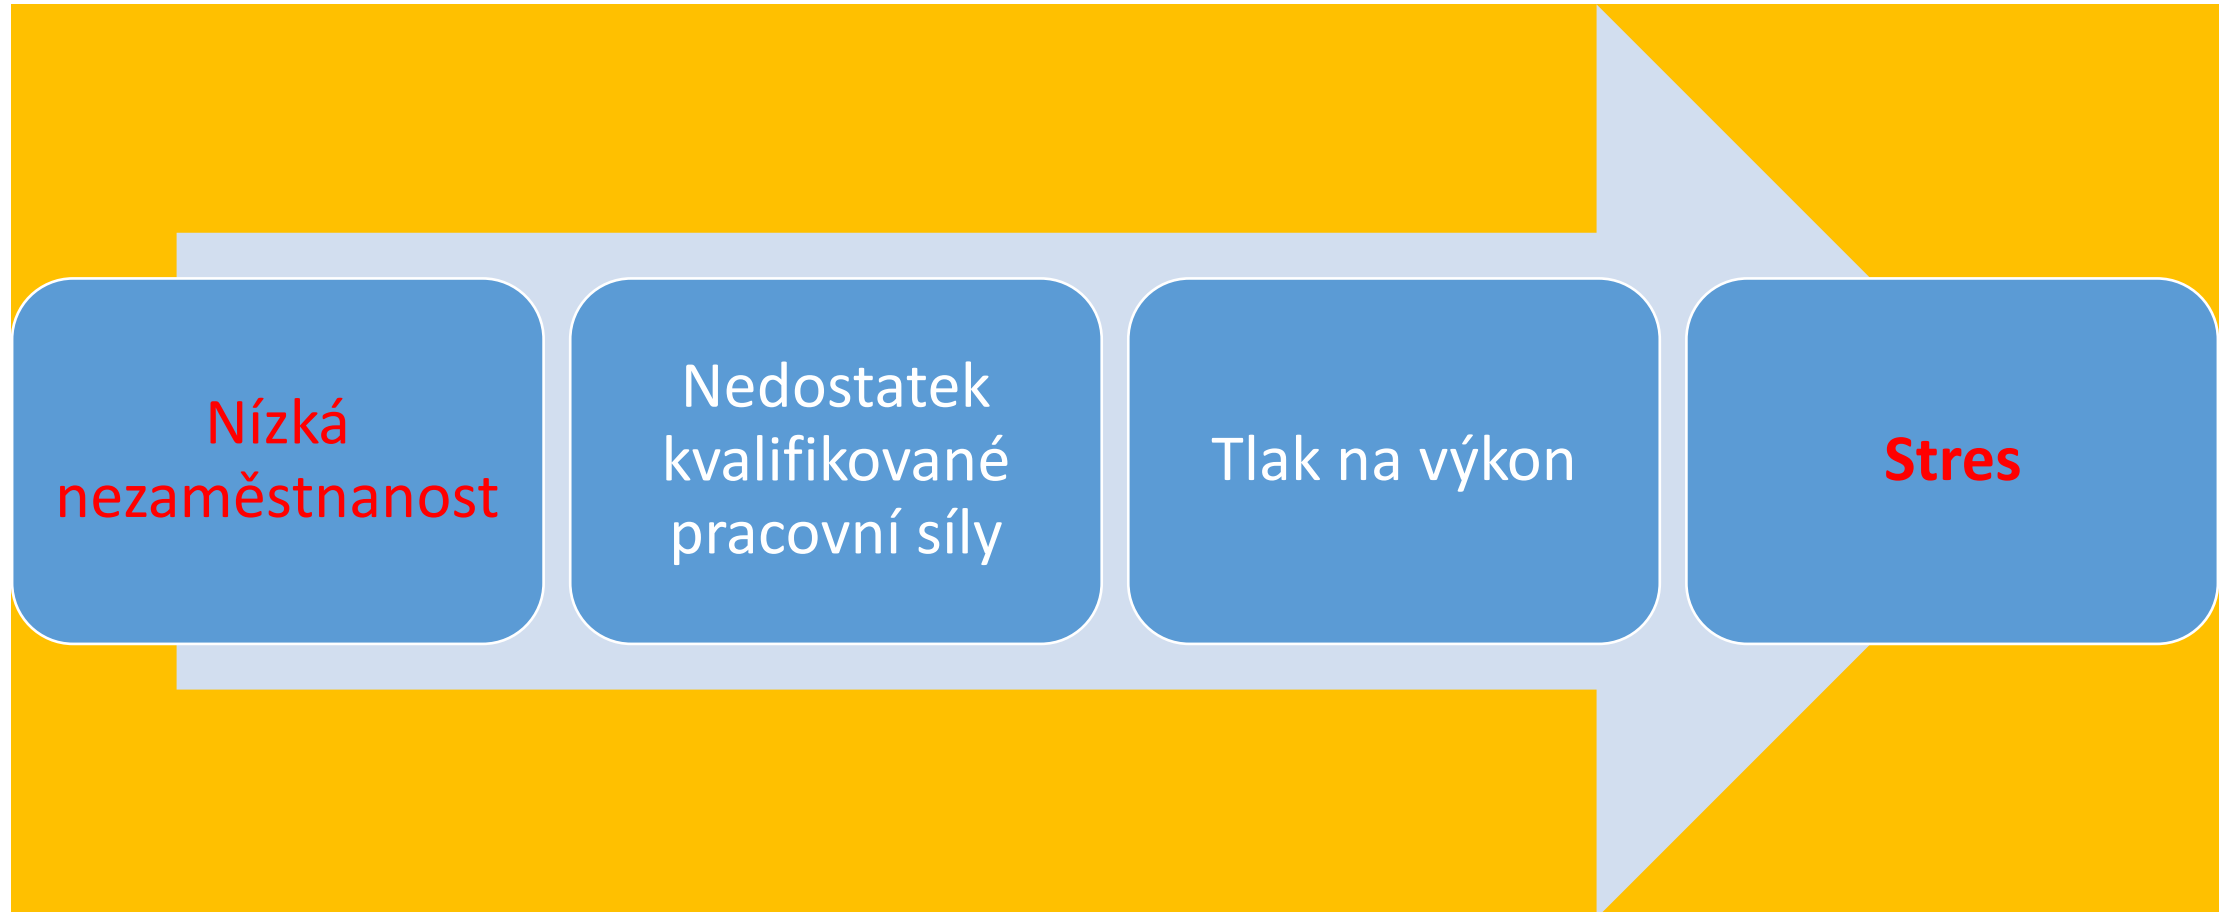 Nízká
nezaměstnanost
Nedostatek
kvalifikované
pracovní síly
Tlak na výkon
Stres